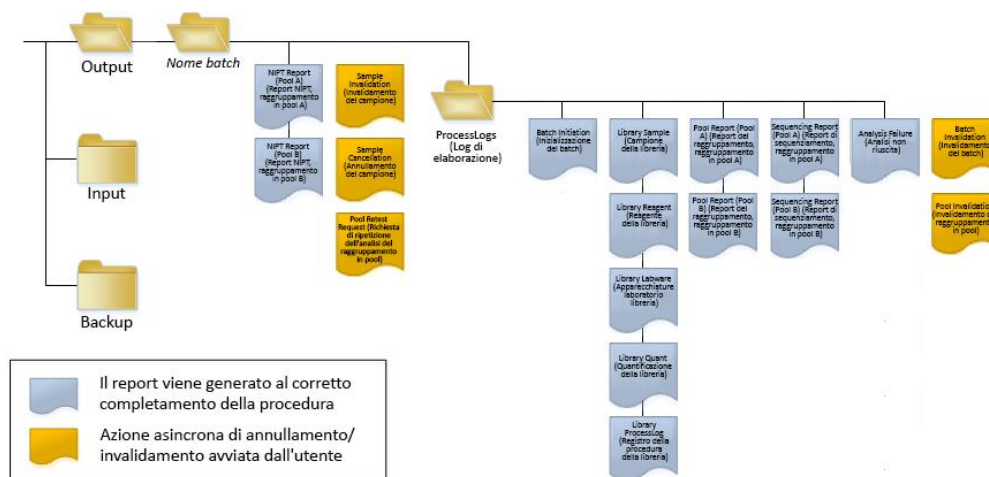 Output
Nome batch
Input
Backup
NIPT Report
(Pool A)
(Report NIPT,
raggruppamento
in pool A)
Sample
Invalidation
(Invalidamento
del campione)
NIPT Report
(Pool B)
(Report NIPT,
raggruppamento
in pool B)
Sample
Cancellation
(Annullamento
del campione)
Pool Retest
Request (Richiesta
di ripetizione
dell'analisi del
raggruppamento
in pool)
ProcessLogs
(Log di
elaborazione)
Batch Initiation
(Inizializzazione
del batch)
Library Sample
(Campione
della libreria)
Pool Report (Pool
A) (Report del
raggruppamento,
raggruppamento
in pool A)
Sequencing Report
(Pool A) (Report di
sequenziamento,
raggruppamento
in pool A)
Analysis Failure
(Analisi non
riuscita)
Batch
Invalidation
(Invalidamento
del batch)
Library Reagent
(Reagente
della libreria)
Pool Report (Pool
B) (Report del
raggruppamento,
raggruppamento
in pool B)
Sequencing Report
(Pool B) (Report di
sequenziamento,
raggruppamento
in pool B)
Pool Invalidation
(Invalidamento
raggruppamento
in pool)
Library Labware
(Apparecchiature
laboratorio
libreria)
Library Quant
(Quantificazione
della libreria)
Library
ProcessLog
(Registro della
procedura
della libreria)
Il report viene generato al corretto
completamento della procedura
Azione asincrona di annullamento/
invalidamento avviata dall'utente